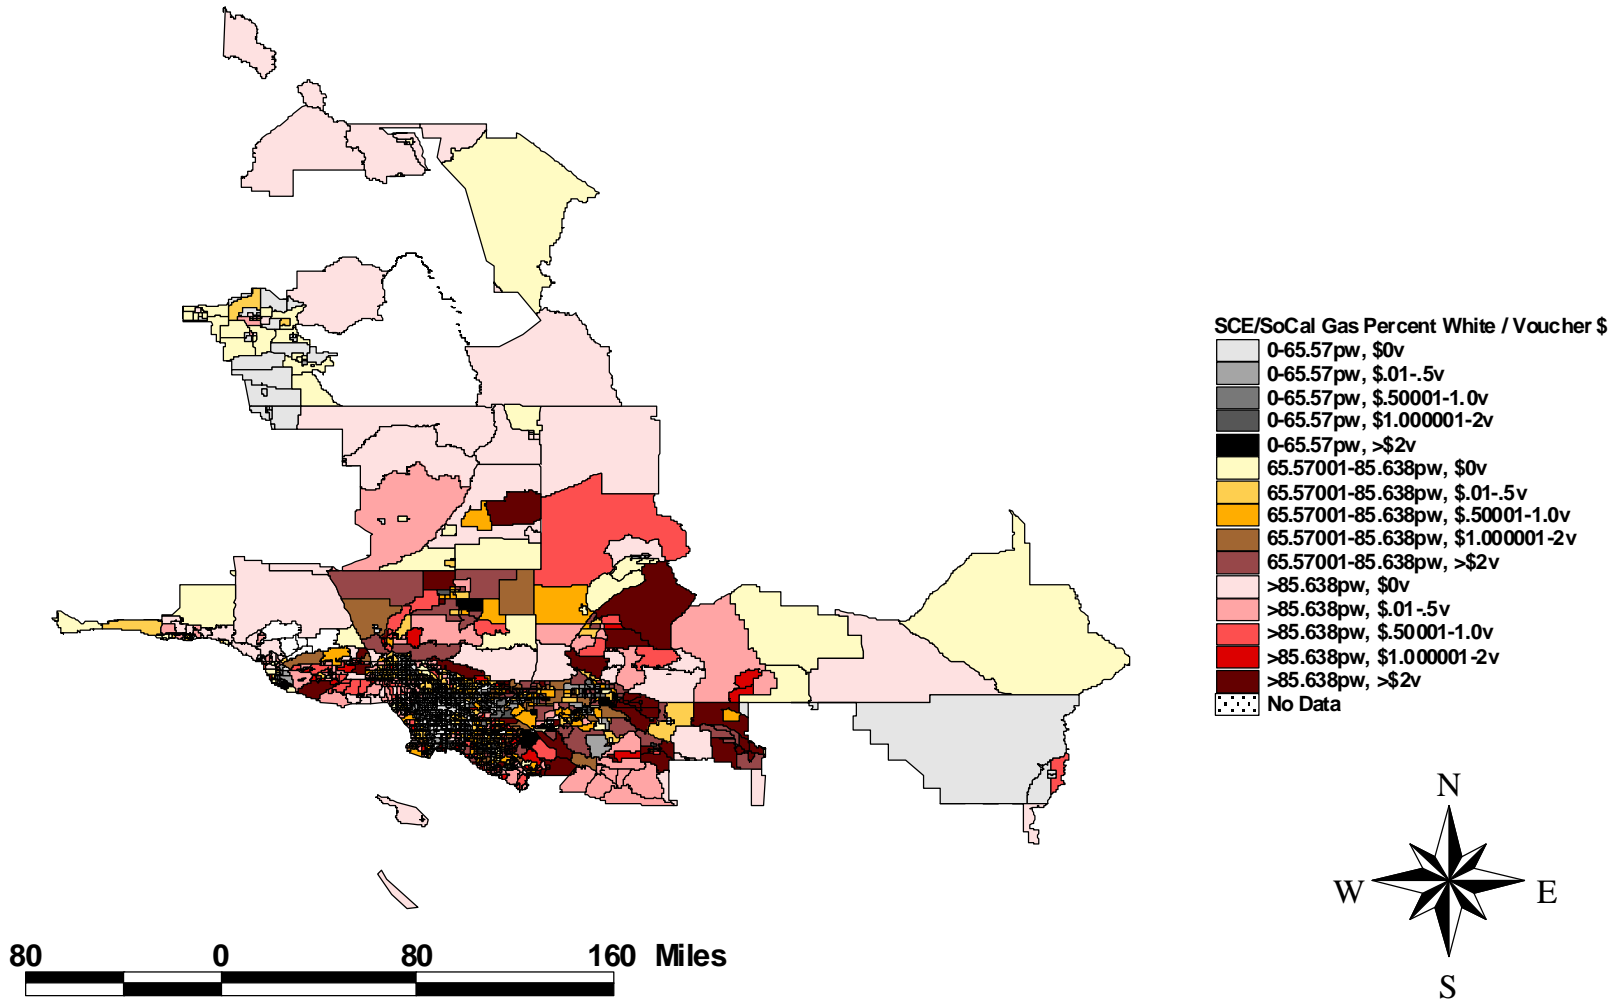 SCE/SoCal Gas Percent White / Voucher $
0-65.57pw, $0v
0-65.57pw, $.01-.5v
0-65.57pw, $.50001-1.0v
0-65.57pw, $1.000001-2v
0-65.57pw, >$2v
65.57001-85.638pw, $0v
65.57001-85.638pw, $.01-.5v
65.57001-85.638pw, $.50001-1.0v
65.57001-85.638pw, $1.000001-2v
65.57001-85.638pw, >$2v
>85.638pw, $0v
>85.638pw, $.01-.5v
>85.638pw, $.50001-1.0v
>85.638pw, $1.000001-2v
>85.638pw, >$2v
No Data
N
W E
S
80 0 80 160 Miles